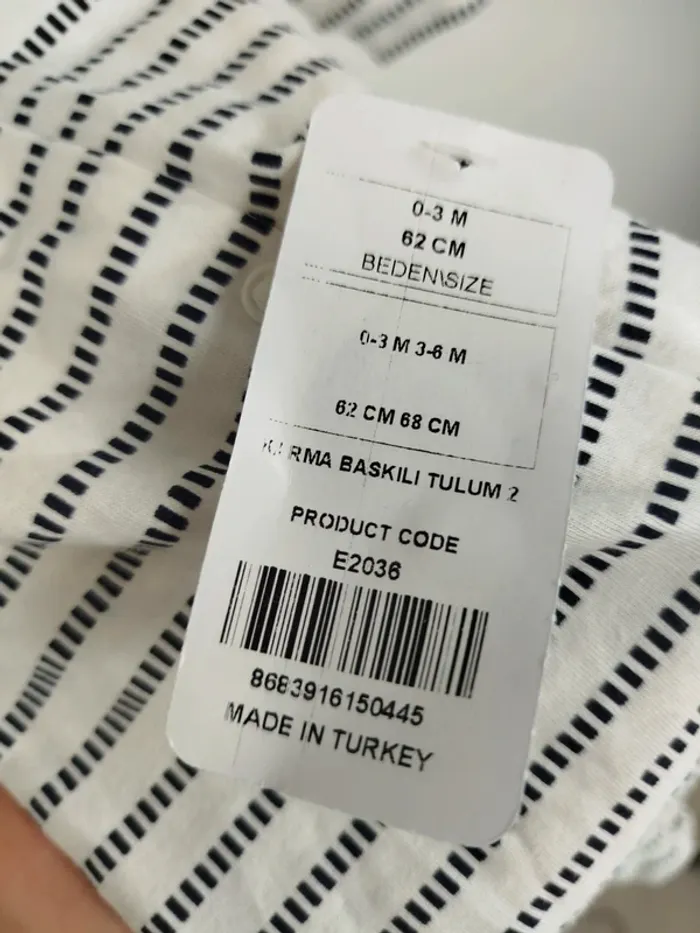 0-3 M
62 CM
BEDEN\SIZE
0-3 M 3-6 M
62 CM 68 CM
BASKILI TULUM 2
PRODUCT CODE
E2036
8683916150445
MADE IN TURKEY